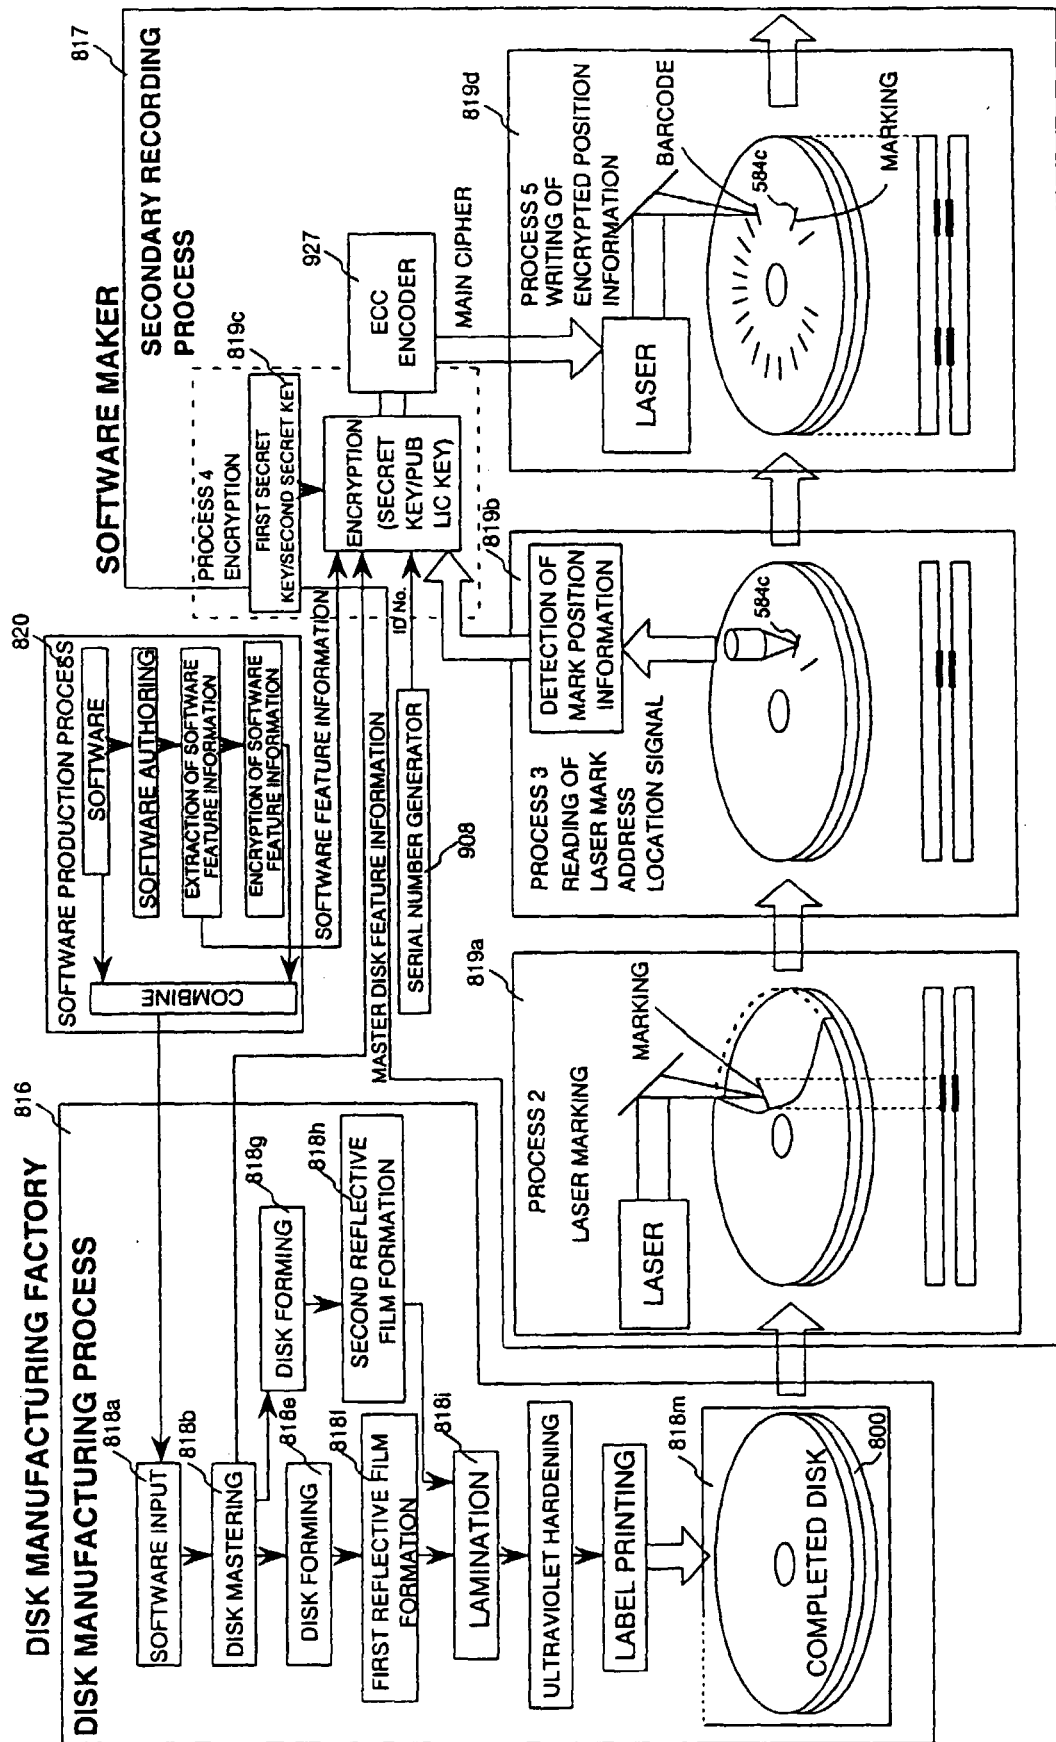 DISK MANUFACTURING FACTORY
816
DISK MANUFACTURING PROCESS
818a
SOFTWARE INPUT
818b
DISK MASTERING
818e
DISK FORMING
818g
DISK FORMING
818h
SECOND REFLECTIVE
FILM FORMATION
818l
FIRST REFLECTIVE FILM
FORMATION
818i
LAMINATION
ULTRAVIOLET HARDENING
LABEL PRINTING
818m
COMPLETED DISK
800
820
SOFTWARE PRODUCTION PROCESS
SOFTWARE
SOFTWARE AUTHORING
EXTRACTION OF SOFTWARE
FEATURE INFORMATION
ENCRYPTION OF SOFTWARE
FEATURE INFORMATION
COMBINE
SOFTWARE FEATURE INFORMATION
MASTER DISK FEATURE INFORMATION
SERIAL NUMBER GENERATOR
908
ID No.
SOFTWARE MAKER
817
SECONDARY RECORDING
PROCESS
PROCESS 4
ENCRYPTION
819c
FIRST SECRET
KEY/SECOND SECRET KEY
ENCRYPTION
(SECRET
KEY/PUB
LIC KEY)
927
ECC
ENCODER
MAIN CIPHER
819a
PROCESS 2
LASER MARKING
LASER
MARKING
819b
PROCESS 3
READING OF
LASER MARK
ADDRESS
LOCATION SIGNAL
DETECTION OF
MARK POSITION
INFORMATION
584c
819d
PROCESS 5
WRITING OF
ENCRYPTED POSITION
INFORMATION
LASER
BARCODE
584c
MARKING